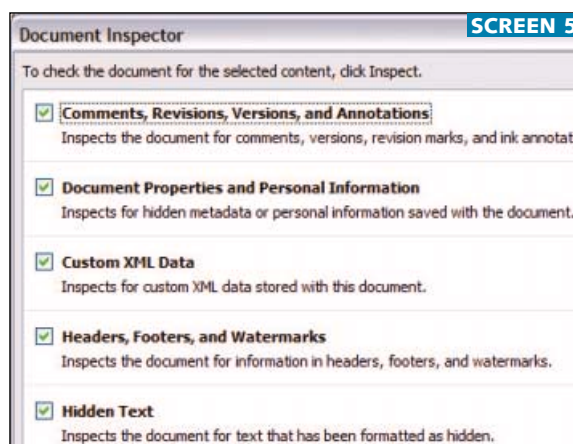 SCREEN 5
Document Inspector
To check the document for the selected content, click Inspect.
Comments, Revisions, Versions, and Annotations
Inspects the document for comments, versions, revision marks, and ink annotat
Document Properties and Personal Information
Inspects for hidden metadata or personal information saved with the document.
Custom XML Data
Inspects for custom XML data stored with this document.
Headers, Footers, and Watermarks
Inspects the document for information in headers, footers, and watermarks.
Hidden Text
Inspects the document for text that has been formatted as hidden.